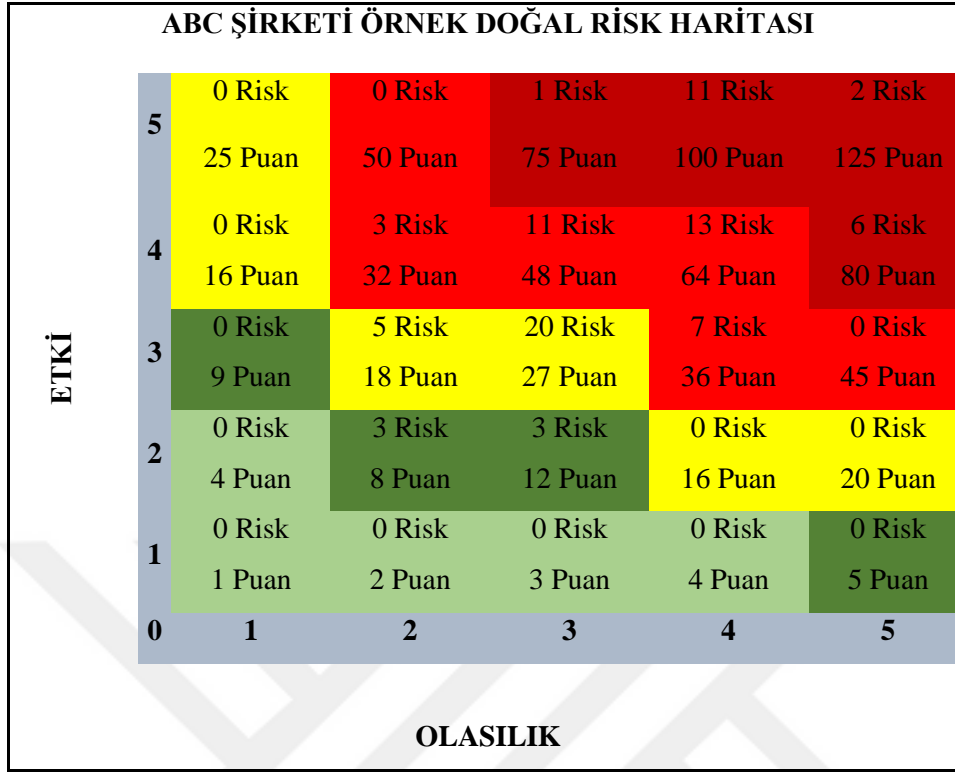 ABC ŞİRKETİ ÖRNEK DOĞAL RİSK HARİTASI
0 Risk 0 Risk 1 Risk 11 Risk 2 Risk
5
25 Puan 50 Puan 75 Puan 100 Puan 125 Puan
0 Risk 3 Risk 11 Risk 13 Risk 6 Risk
4
16 Puan 32 Puan 48 Puan 64 Puan 80 Puan
0 Risk 5 Risk 20 Risk 7 Risk 0 Risk
3
9 Puan 18 Puan 27 Puan 36 Puan 45 Puan
ETKİ
0 Risk 3 Risk 3 Risk 0 Risk 0 Risk
2
4 Puan 8 Puan 12 Puan 16 Puan 20 Puan
0 Risk 0 Risk 0 Risk 0 Risk 0 Risk
1
1 Puan 2 Puan 3 Puan 4 Puan 5 Puan
0 1 2 3 4 5
OLASILIK